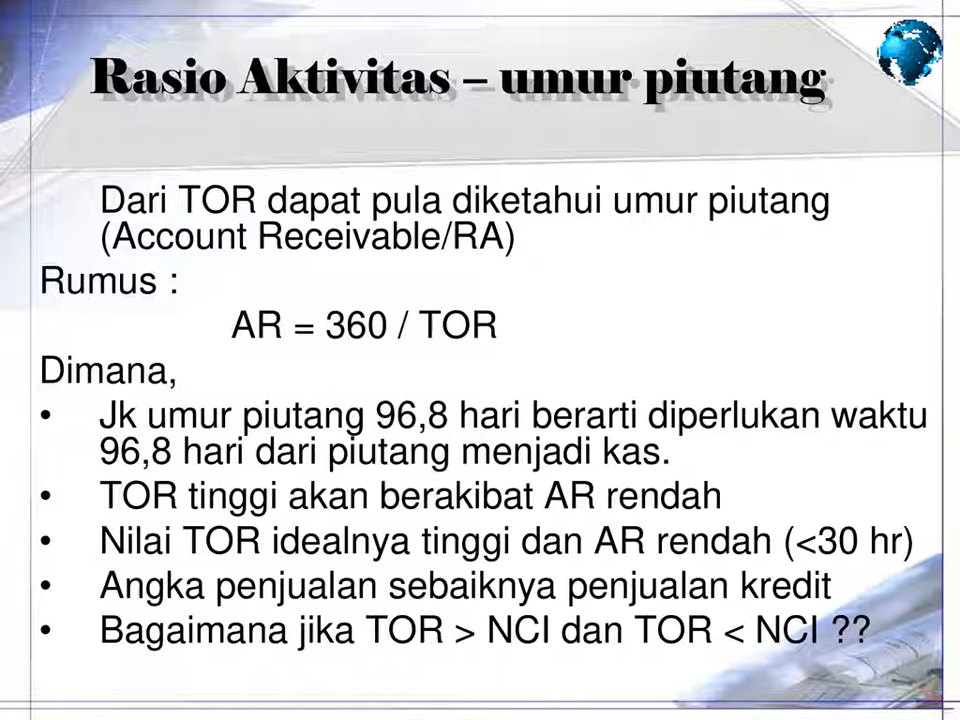 Rasio Aktivitas – umur piutang
Dari TOR dapat pula diketahui umur piutang
(Account Receivable/RA)
Rumus :
AR = 360 / TOR
Dimana,
• Jk umur piutang 96,8 hari berarti diperlukan waktu
96,8 hari dari piutang menjadi kas.
• TOR tinggi akan berakibat AR rendah
• Nilai TOR idealnya tinggi dan AR rendah (<30 hr)
• Angka penjualan sebaiknya penjualan kredit
• Bagaimana jika TOR > NCI dan TOR < NCI ??